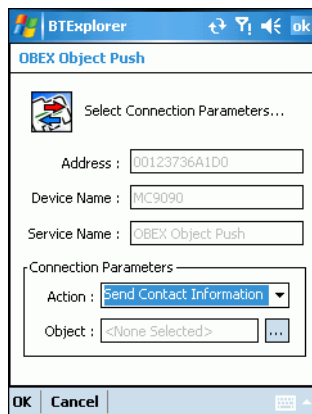 BTExplorer ok
OBEX Object Push
Select Connection Parameters...
Address : 00123736A1D0
Device Name : MC9090
Service Name : OBEX Object Push
Connection Parameters
Action : Send Contact Information
Object : <None Selected> ...
OK Cancel